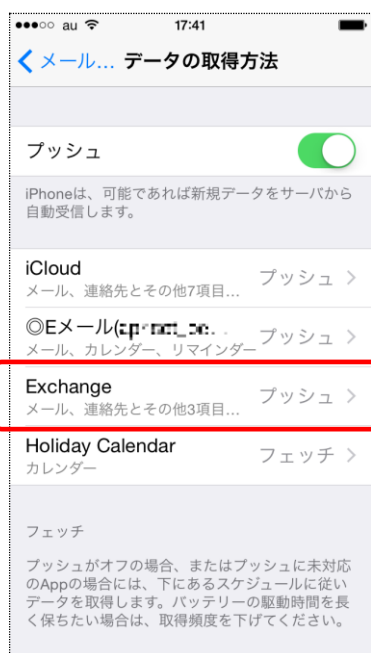 au 17:41
メール... データの取得方法
プッシュ
iPhoneは、可能であれば新規データをサーバから
自動受信します。
iCloud
プッシュ
メール、連絡先とその他7項目...
◎Eメール(
プッシュ
メール、カレンダー、リマインダー
Exchange
プッシュ
メール、連絡先とその他3項目...
Holiday Calendar
フェッチ
カレンダー
フェッチ
プッシュがオフの場合、またはプッシュに未対応
のAppの場合には、下にあるスケジュールに従い
データを取得します。バッテリーの駆動時間を長
く保ちたい場合は、取得頻度を下げてください。